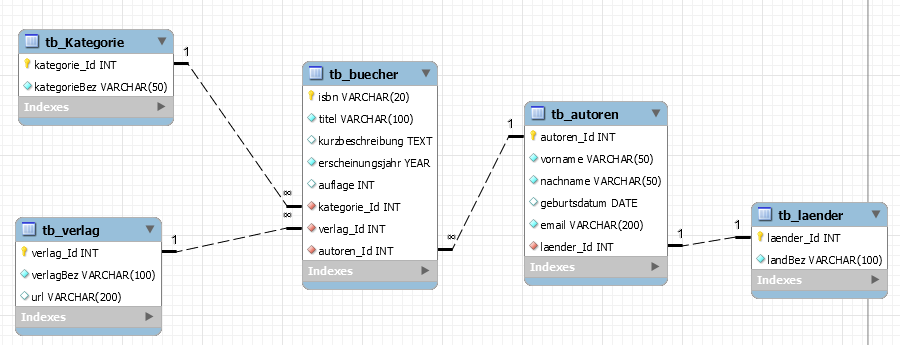 tb_Kategorie
kategorie_Id INT
kategorieBez VARCHAR(50)
Indexes
1
tb_buecher
isbn VARCHAR(20)
titel VARCHAR(100)
kurzbeschreibung TEXT
erscheinungsjahr YEAR
auflage INT
kategorie_Id INT
verlag_Id INT
autoren_Id INT
Indexes
∞
∞
∞
tb_verlag
verlag_Id INT
verlagBez VARCHAR(100)
url VARCHAR(200)
Indexes
1
tb_autoren
autoren_Id INT
vorname VARCHAR(50)
nachname VARCHAR(50)
geburtsdatum DATE
email VARCHAR(200)
laender_Id INT
Indexes
1
1
1
tb_laender
laender_Id INT
landBez VARCHAR(100)
Indexes